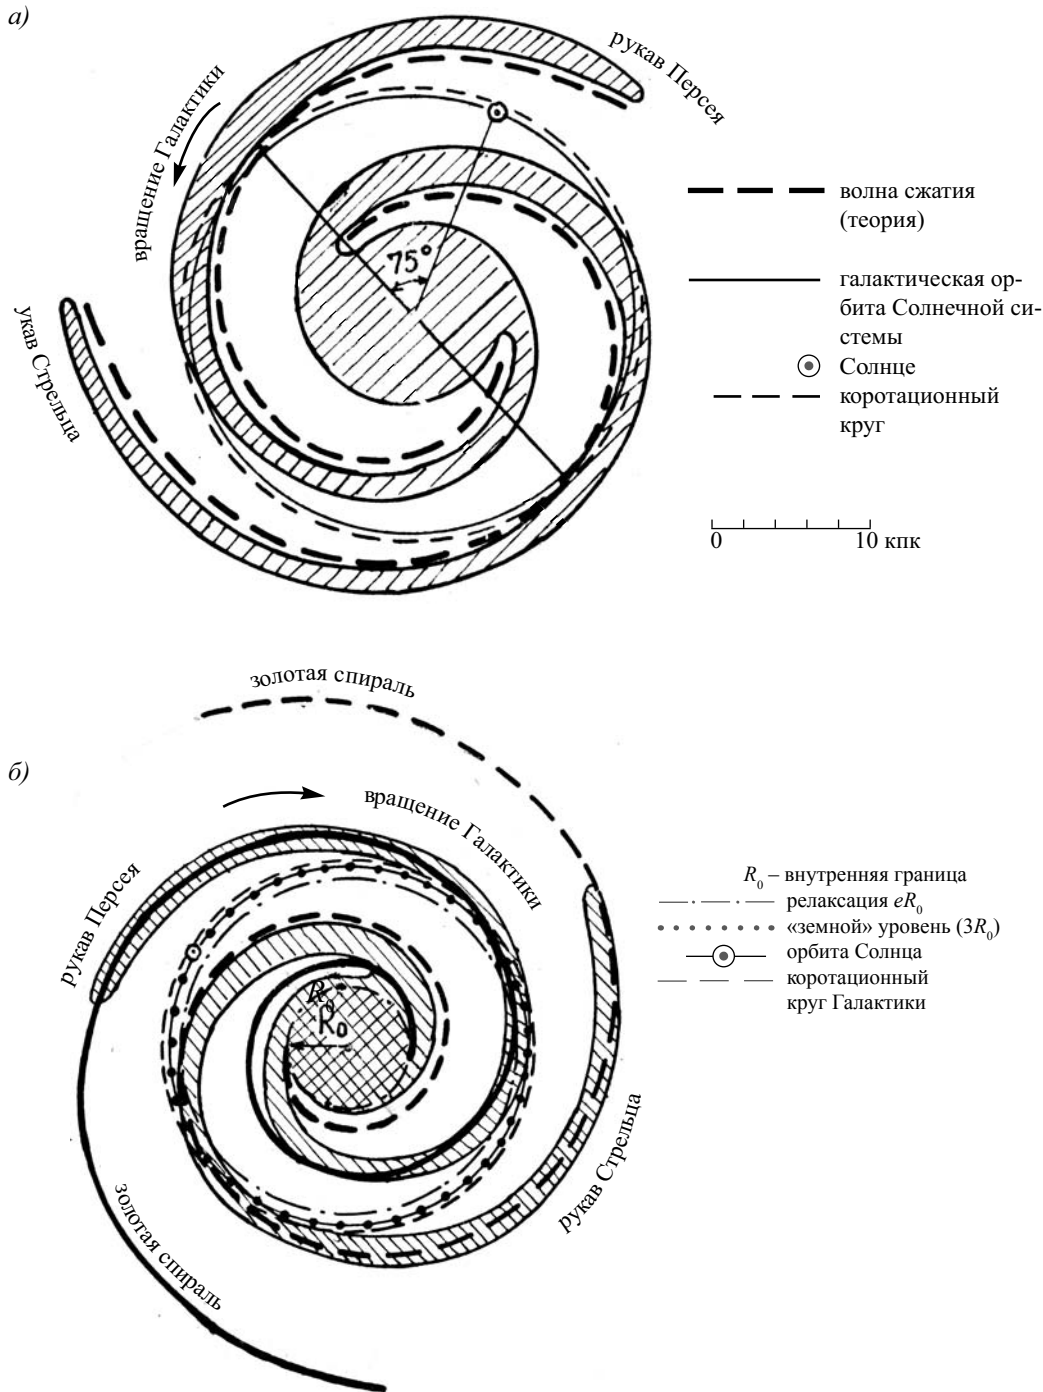 а)
рукав Персея
вращение Галактики
75°
укав Стрельца
волна сжатия
(теория)
галактическая ор-
бита Солнечной си-
стемы
Солнце
коротационный
круг
0
10 кпк
золотая спираль
б)
вращение Галактики
рукав Персея
R₀
R₀
рукав Стрельца
золотая спираль
R₀ – внутренняя граница
релаксация eR₀
«земной» уровень (3R₀)
орбита Солнца
коротационный
круг Галактики